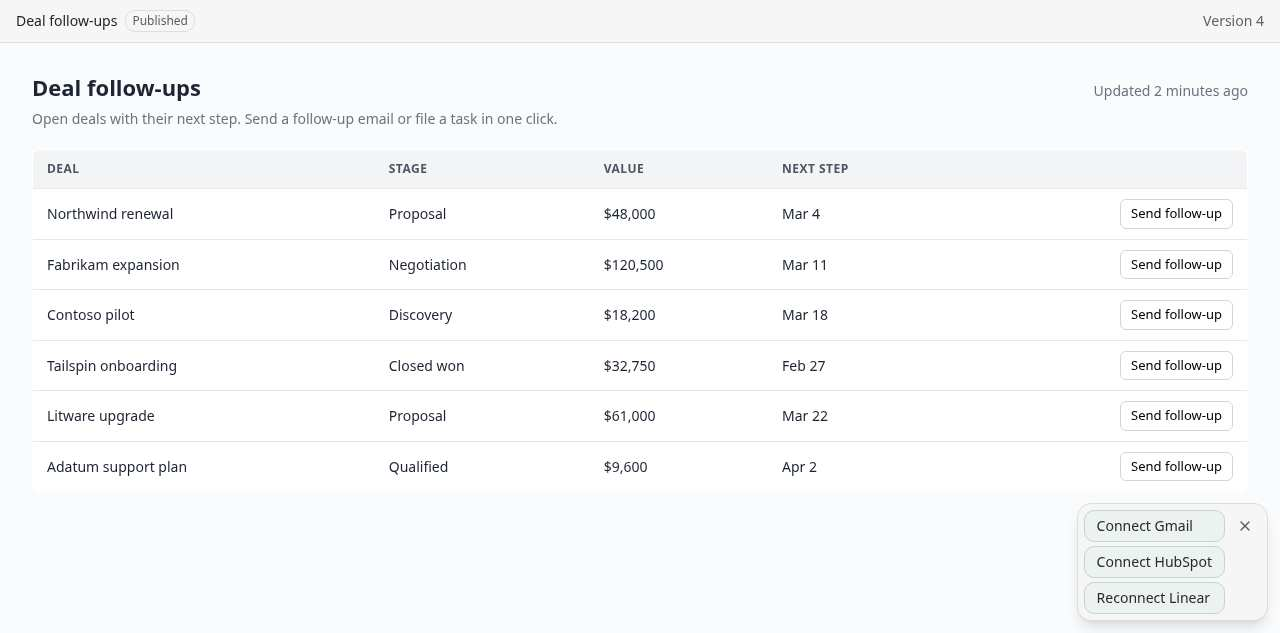 Deal follow-ups Published Version 4
Deal follow-ups Updated 2 minutes ago
Open deals with their next step. Send a follow-up email or file a task in one click.
DEAL STAGE VALUE NEXT STEP
Northwind renewal Proposal $48,000 Mar 4 Send follow-up
Fabrikam expansion Negotiation $120,500 Mar 11 Send follow-up
Contoso pilot Discovery $18,200 Mar 18 Send follow-up
Tailspin onboarding Closed won $32,750 Feb 27 Send follow-up
Litware upgrade Proposal $61,000 Mar 22 Send follow-up
Adatum support plan Qualified $9,600 Apr 2 Send follow-up
Connect Gmail
Connect HubSpot
Reconnect Linear